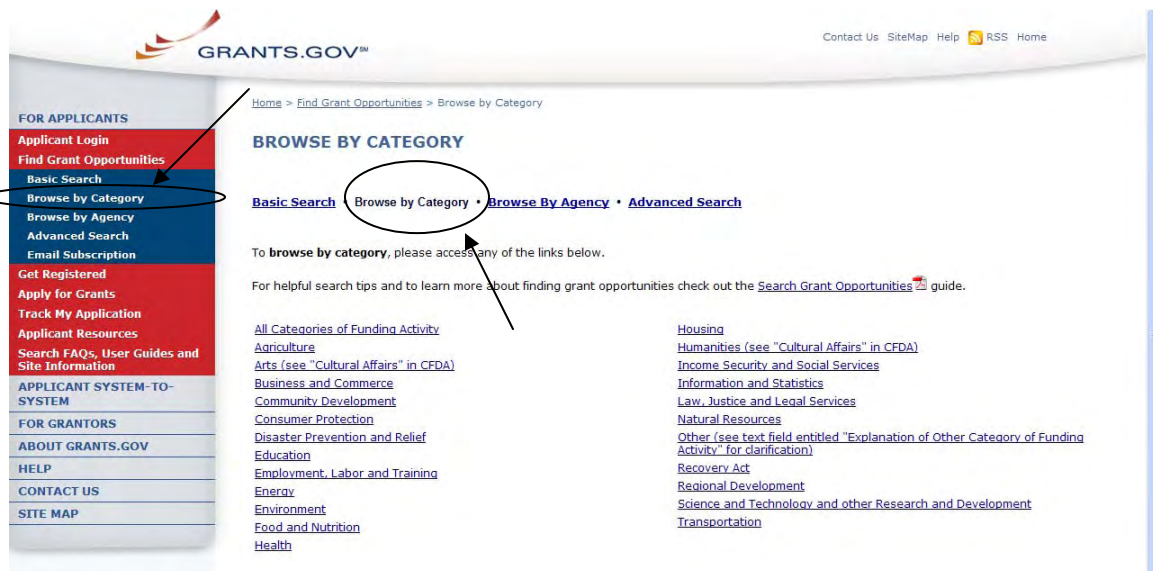 GRANTS.GOV℠
Contact Us SiteMap Help RSS Home
Home > Find Grant Opportunities > Browse by Category
FOR APPLICANTS
Applicant Login
Find Grant Opportunities
Basic Search
Browse by Category
Browse by Agency
Advanced Search
Email Subscription
Get Registered
Apply for Grants
Track My Application
Applicant Resources
Search FAQs, User Guides and
Site Information
APPLICANT SYSTEM-TO-
SYSTEM
FOR GRANTORS
ABOUT GRANTS.GOV
HELP
CONTACT US
SITE MAP
BROWSE BY CATEGORY
Basic Search • Browse by Category • Browse By Agency • Advanced Search
To browse by category, please access any of the links below.
For helpful search tips and to learn more about finding grant opportunities check out the Search Grant Opportunities guide.
All Categories of Funding Activity
Agriculture
Arts (see "Cultural Affairs" in CFDA)
Business and Commerce
Community Development
Consumer Protection
Disaster Prevention and Relief
Education
Employment, Labor and Training
Energy
Environment
Food and Nutrition
Health
Housing
Humanities (see "Cultural Affairs" in CFDA)
Income Security and Social Services
Information and Statistics
Law, Justice and Legal Services
Natural Resources
Other (see text field entitled "Explanation of Other Category of Funding
Activity" for clarification)
Recovery Act
Regional Development
Science and Technology and other Research and Development
Transportation